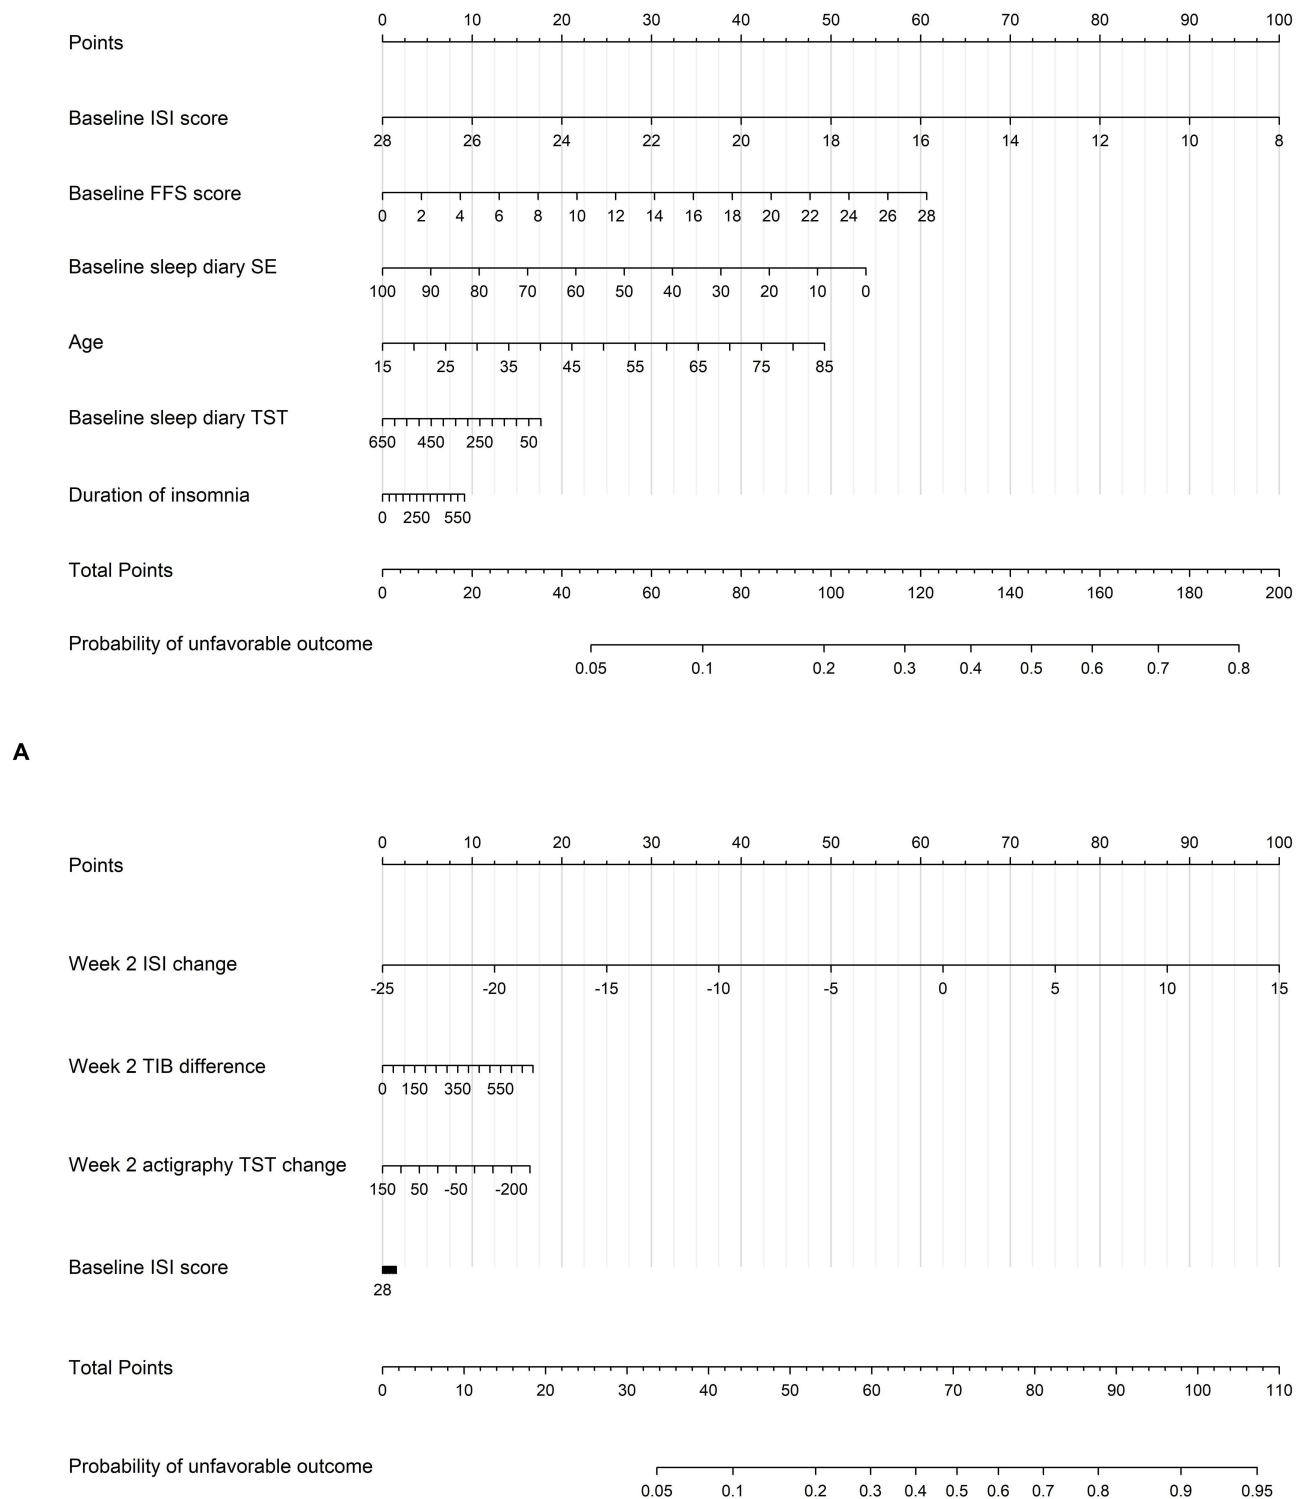 0 10 20 30 40 50 60 70 80 90 100
Points
Baseline ISI score
28 26 24 22 20 18 16 14 12 10 8
Baseline FFS score
0 2 4 6 8 10 12 14 16 18 20 22 24 26 28
Baseline sleep diary SE
100 90 80 70 60 50 40 30 20 10 0
Age
15 25 35 45 55 65 75 85
Baseline sleep diary TST
650 450 250 50
Duration of insomnia
0 250 550
Total Points
0 20 40 60 80 100 120 140 160 180 200
Probability of unfavorable outcome
0.05 0.1 0.2 0.3 0.4 0.5 0.6 0.7 0.8
A
0 10 20 30 40 50 60 70 80 90 100
Points
Week 2 ISI change
-25 -20 -15 -10 -5 0 5 10 15
Week 2 TIB difference
0 150 350 550
Week 2 actigraphy TST change
150 50 -50 -200
Baseline ISI score
28
Total Points
0 10 20 30 40 50 60 70 80 90 100 110
Probability of unfavorable outcome
0.05 0.1 0.2 0.3 0.4 0.5 0.6 0.7 0.8 0.9 0.95